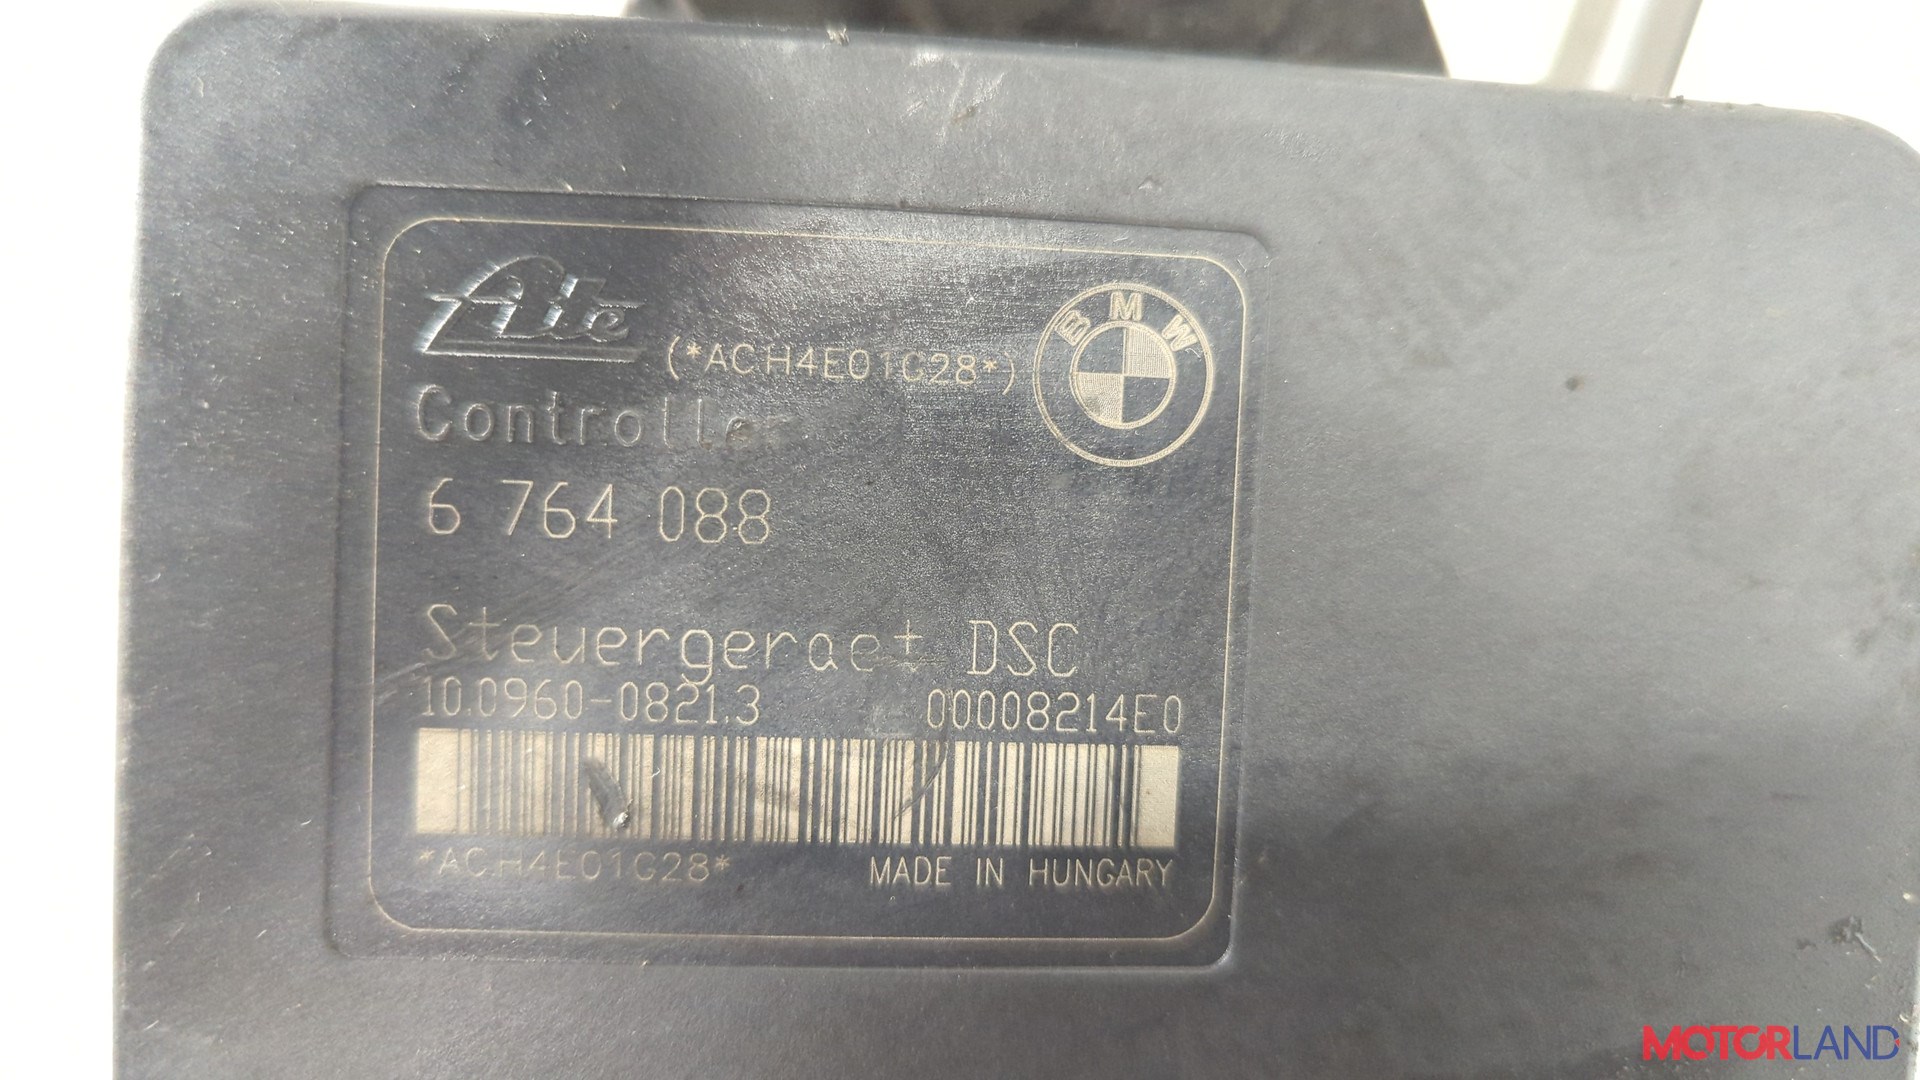 Ate
(*ACH4E01C28*)
BMW
Controller
6 764 088
Steuergeraet DSC
10.0960-0821.3 00008214E0
*ACH4E01C28* MADE IN HUNGARY
MOTORLAND